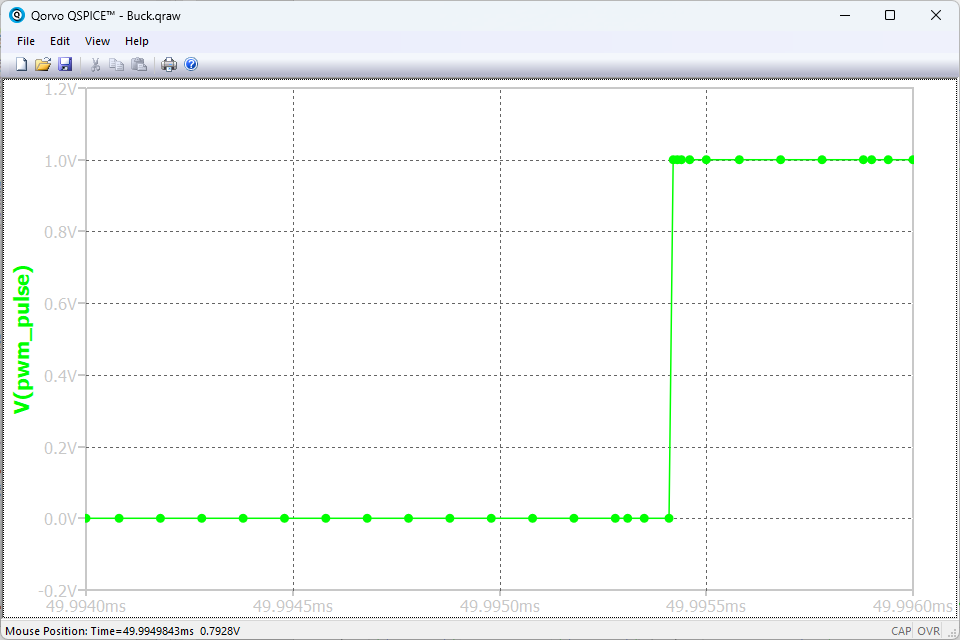 Qorvo QSPICE™ - Buck.qraw
File Edit View Help
1.2V
1.0V
0.8V
0.6V
0.4V
0.2V
0.0V
-0.2V
V(pwm_pulse)
49.9940ms 49.9945ms 49.9950ms 49.9955ms 49.9960ms
Mouse Position: Time=49.9949843ms 0.7928V CAP OVR